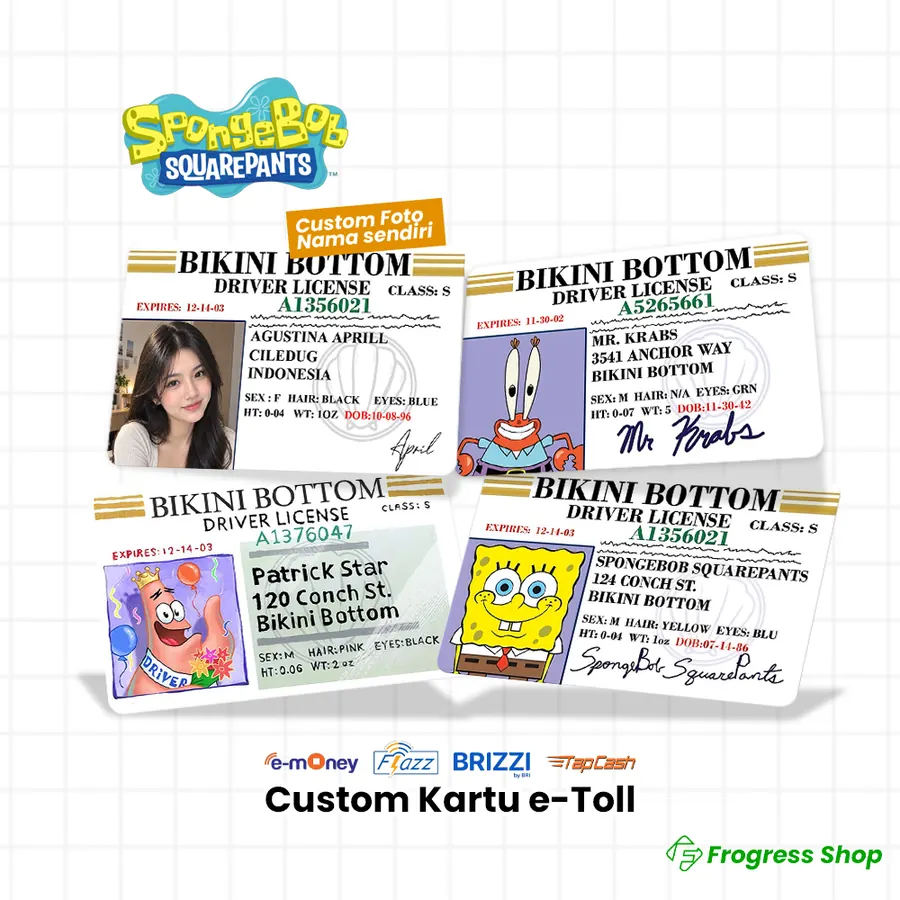 SpongeBob
SQUAREPANTS
TM
Custom Foto
Nama sendiri
BIKINI BOTTOM
DRIVER LICENSE
CLASS: S
A1356021
EXPIRES: 12-14-03
AGUSTINA APRILL
CILEDUG
INDONESIA
SEX : F HAIR: BLACK EYES: BLUE
HT: 0-04 WT: 1OZ DOB:10-08-96
April
BIKINI BOTTOM
DRIVER LICENSE
CLASS: S
A5265661
EXPIRES: 11-30-02
MR. KRABS
3541 ANCHOR WAY
BIKINI BOTTOM
SEX: M HAIR: N/A EYES: GRN
HT: 0-07 WT: 5 DOB:11-30-42
Mr Krabs
BIKINI BOTTOM
DRIVER LICENSE
CLASS: S
A1376047
EXPIRES: 12-14-03
Patrick Star
120 Conch St.
Bikini Bottom
SEX: M HAIR: PINK EYES: BLACK
HT: 0.06 WT: 2 oz
DRIVER
BIKINI BOTTOM
DRIVER LICENSE
CLASS: S
A1356021
EXPIRES: 12-14-03
SPONGEBOB SQUAREPANTS
124 CONCH ST.
BIKINI BOTTOM
SEX: M HAIR: YELLOW EYES: BLU
HT: 0-04 WT: 1oz DOB:07-14-86
SpongeBob SquarePants
e-money Flazz BRIZZI TapCash
by BRI
Custom Kartu e-Toll
Frogress Shop